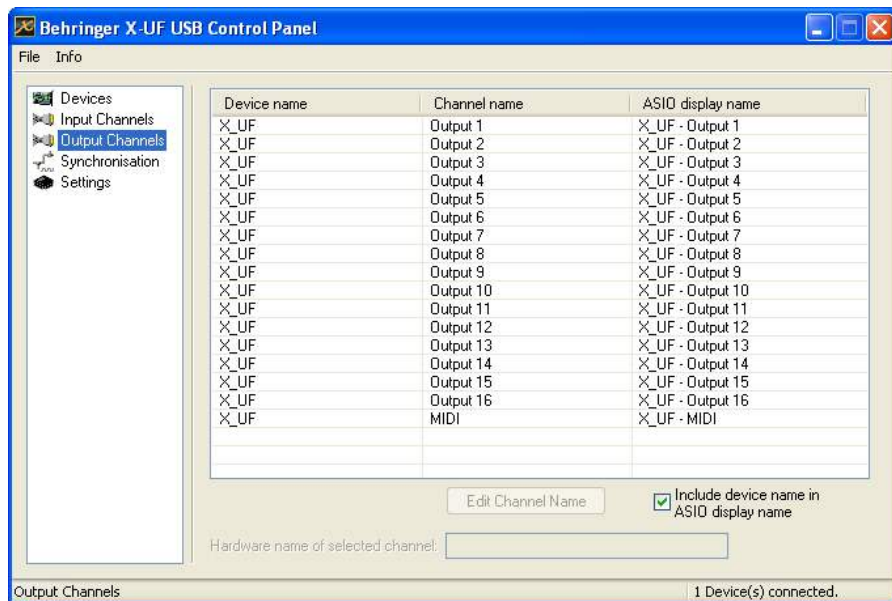 Behringer X-UF USB Control Panel
File Info
Devices
Input Channels
Output Channels
Synchronisation
Settings
Device name Channel name ASIO display name
X_UF Output 1 X_UF - Output 1
X_UF Output 2 X_UF - Output 2
X_UF Output 3 X_UF - Output 3
X_UF Output 4 X_UF - Output 4
X_UF Output 5 X_UF - Output 5
X_UF Output 6 X_UF - Output 6
X_UF Output 7 X_UF - Output 7
X_UF Output 8 X_UF - Output 8
X_UF Output 9 X_UF - Output 9
X_UF Output 10 X_UF - Output 10
X_UF Output 11 X_UF - Output 11
X_UF Output 12 X_UF - Output 12
X_UF Output 13 X_UF - Output 13
X_UF Output 14 X_UF - Output 14
X_UF Output 15 X_UF - Output 15
X_UF Output 16 X_UF - Output 16
X_UF MIDI X_UF - MIDI
Edit Channel Name
Include device name in
ASIO display name
Hardware name of selected channel:
Output Channels 1 Device(s) connected.